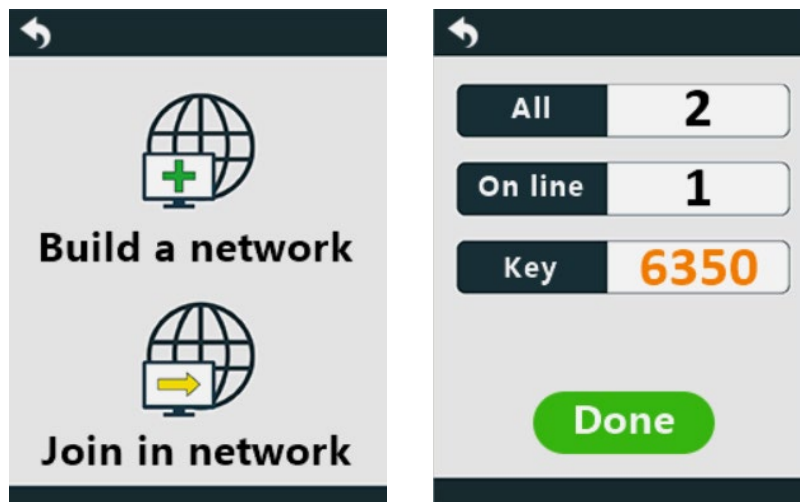 Build a network
Join in network
All 2
On line 1
Key 6350
Done